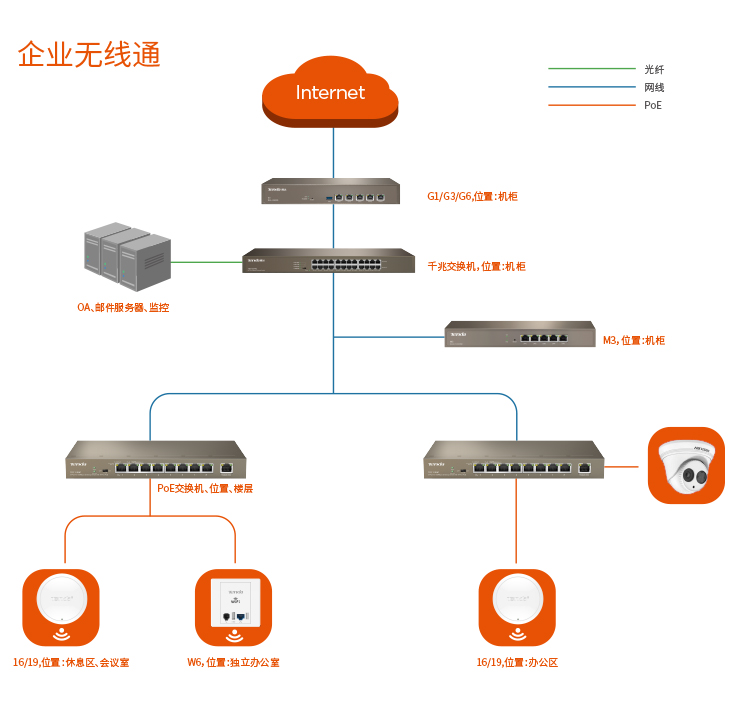 企业无线通
Internet
光纤
网线
PoE
G1/G3/G6,位置:机柜
千兆交换机，位置:机柜
OA、邮件服务器、监控
M3，位置:机柜
PoE交换机、位置、楼层
16/19,位置:休息区、会议室
W6，位置:独立办公室
16/19,位置:办公区